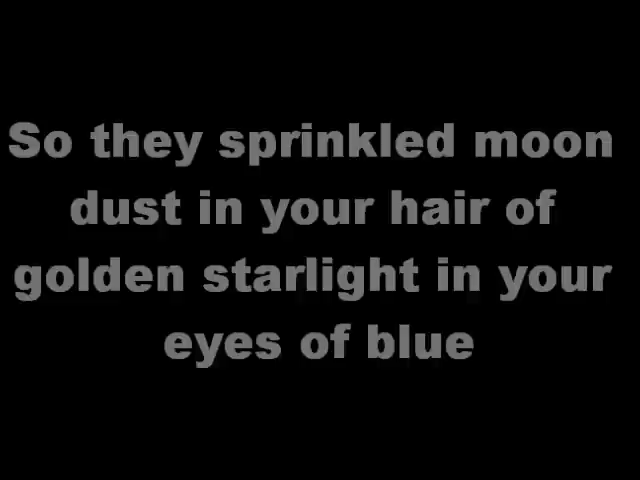 So they sprinkled moon
dust in your hair of
golden starlight in your
eyes of blue